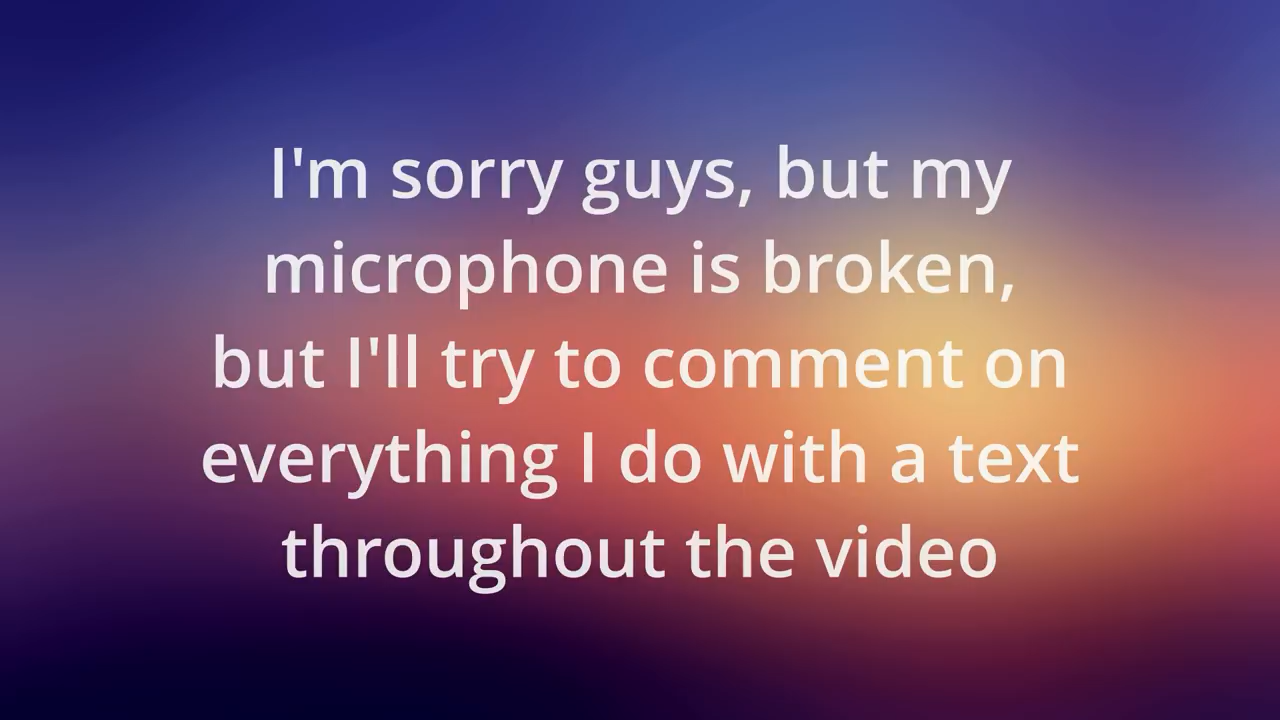 I'm sorry guys, but my
microphone is broken,
but I'll try to comment on
everything I do with a text
throughout the video